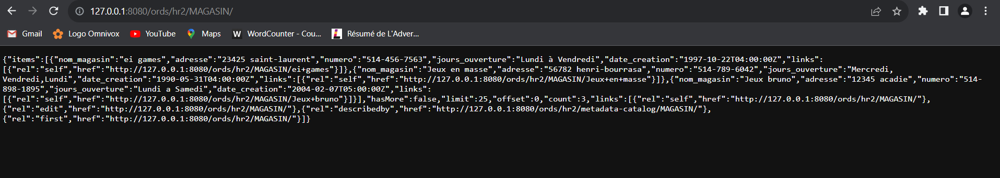 127.0.0.1:8080/ords/hr2/MAGASIN/
Gmail Logo Omnivox YouTube Maps W WordCounter - Cou... L Résumé de L'Adver...
{"items":[{"nom_magasin":"ei games","adresse":"23425 saint-laurent","numero":"514-456-7563","jours_ouverture":"Lundi à Vendredi","date_creation":"1997-10-22T04:00:00Z","links":
[{"rel":"self","href":"http://127.0.0.1:8080/ords/hr2/MAGASIN/ei+games"}]},{"nom_magasin":"Jeux en masse","adresse":"56782 henri-bourrasa","numero":"514-789-6042","jours_ouverture":"Mercredi,
Vendredi,Lundi","date_creation":"1990-05-31T04:00:00Z","links":[{"rel":"self","href":"http://127.0.0.1:8080/ords/hr2/MAGASIN/Jeux+en+masse"}]},{"nom_magasin":"Jeux bruno","adresse":"12345 acadie","numero":"514-
898-1895","jours_ouverture":"Lundi a Samedi","date_creation":"2004-02-07T05:00:00Z","links":
[{"rel":"self","href":"http://127.0.0.1:8080/ords/hr2/MAGASIN/Jeux+bruno"}]}],"hasMore":false,"limit":25,"offset":0,"count":3,"links":[{"rel":"self","href":"http://127.0.0.1:8080/ords/hr2/MAGASIN/"},
{"rel":"edit","href":"http://127.0.0.1:8080/ords/hr2/MAGASIN/"},{"rel":"describedby","href":"http://127.0.0.1:8080/ords/hr2/metadata-catalog/MAGASIN/"},
{"rel":"first","href":"http://127.0.0.1:8080/ords/hr2/MAGASIN/"}]}